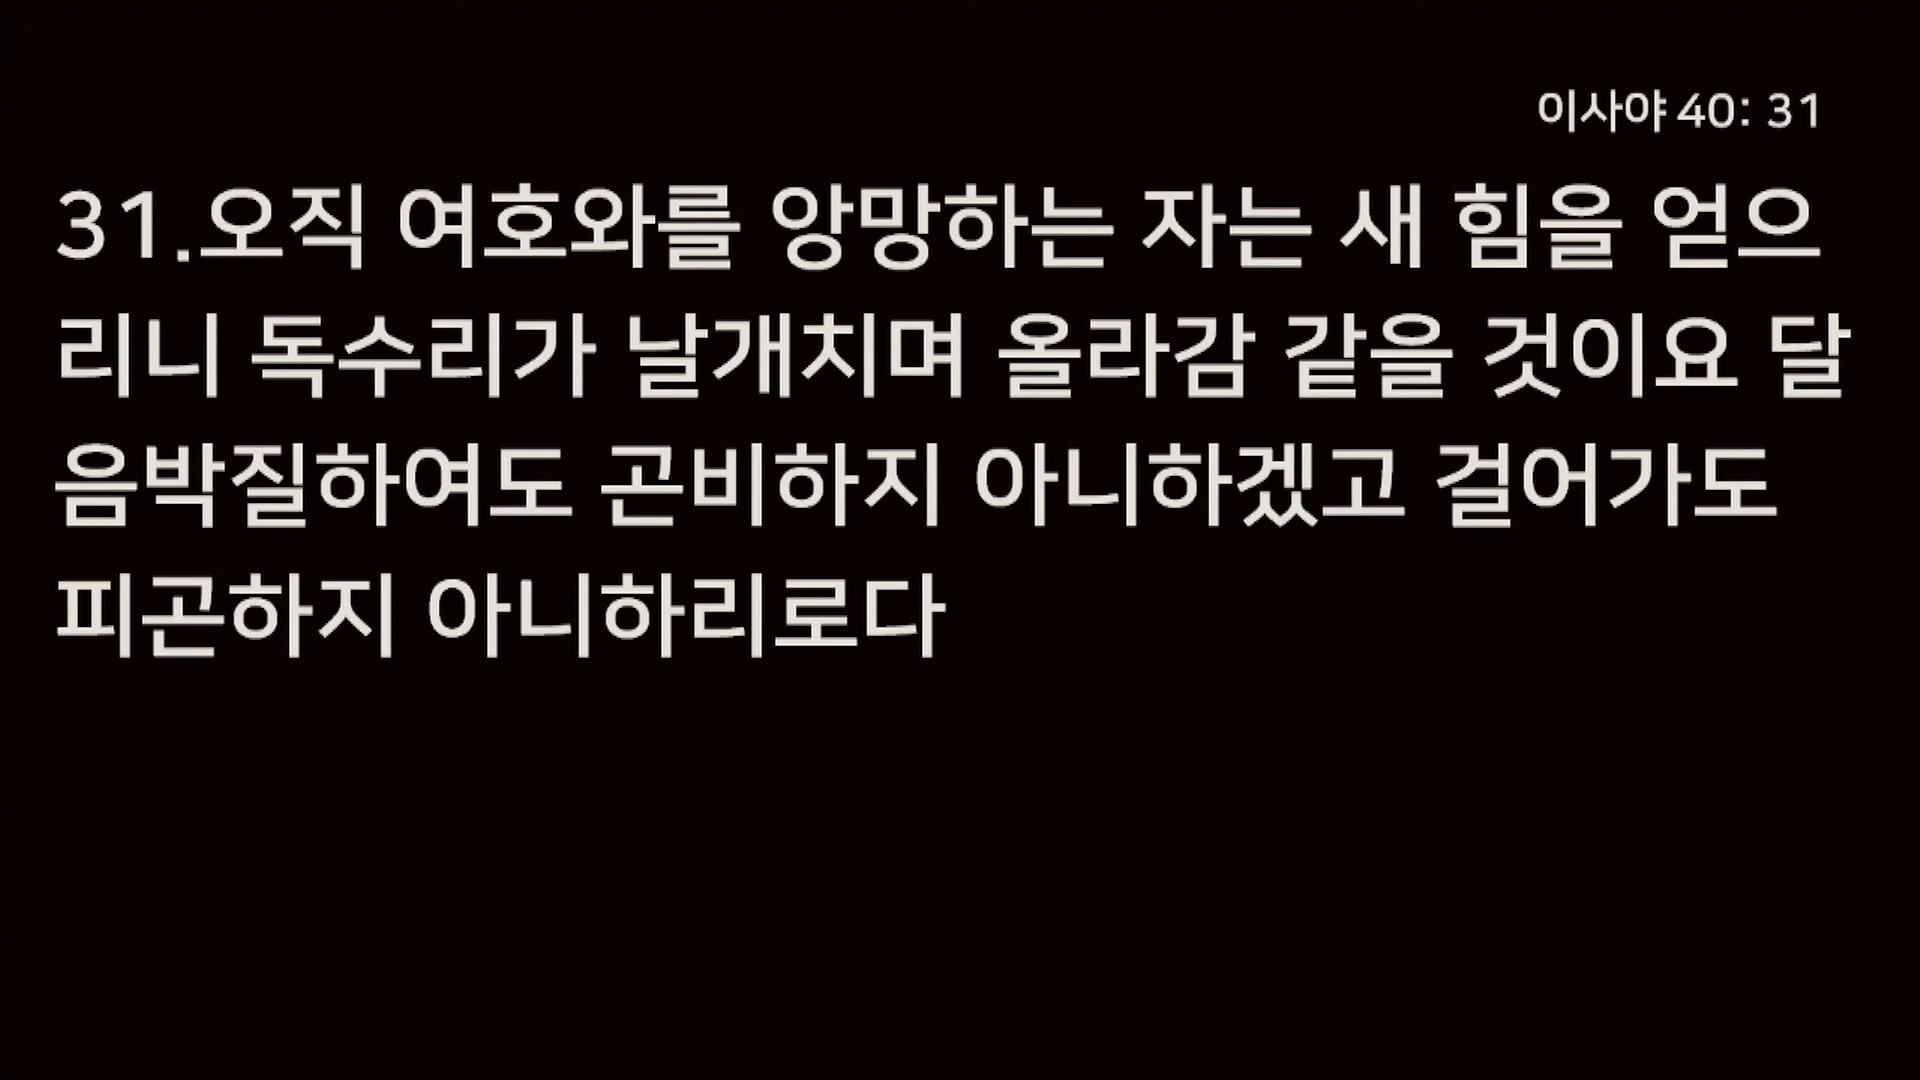 이사야 40: 31
31.오직 여호와를 앙망하는 자는 새 힘을 얻으
리니 독수리가 날개치며 올라감 같을 것이요 달
음박질하여도 곤비하지 아니하겠고 걸어가도
피곤하지 아니하리로다